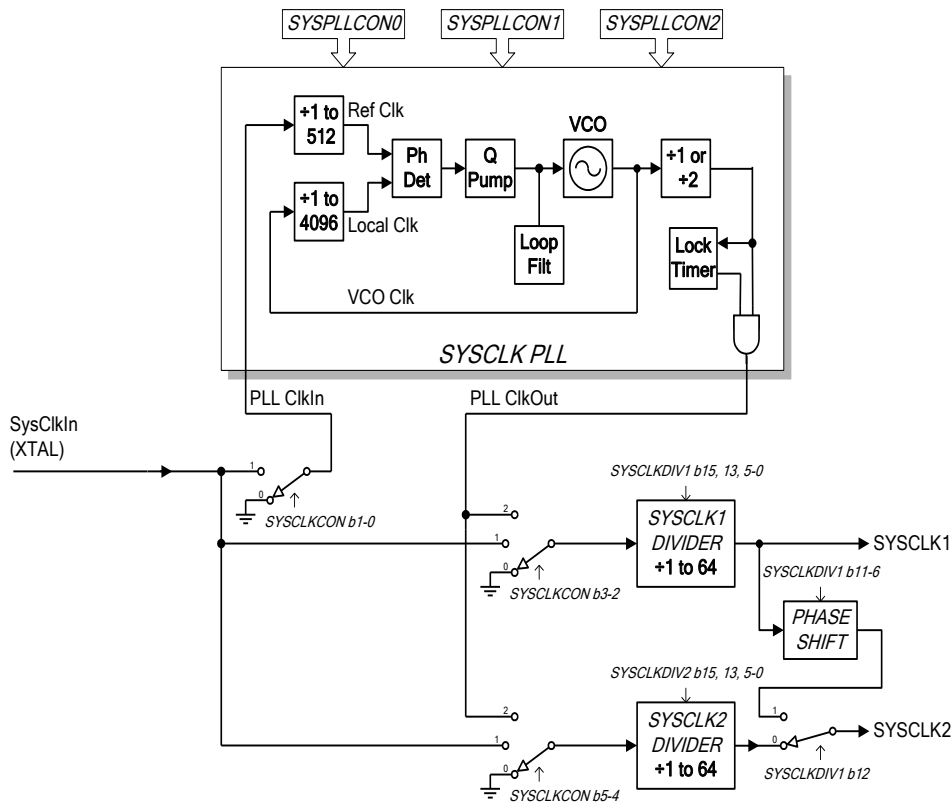 SYSPLLCON0
SYSPLLCON1
SYSPLLCON2
+1 to
512
Ref Clk
Ph
Det
Q
Pump
VCO
+1 or
+2
+1 to
4096
Local Clk
Loop
Filt
Lock
Timer
VCO Clk
SYSCLK PLL
PLL ClkIn
PLL ClkOut
SysClkIn
(XTAL)
1
0
SYSCLKCON b1-0
SYSCLKDIV1 b15, 13, 5-0
2
1
0
SYSCLKCON b3-2
SYSCLK1
DIVIDER
+1 to 64
SYSCLK1
SYSCLKDIV1 b11-6
PHASE
SHIFT
SYSCLKDIV2 b15, 13, 5-0
2
1
0
SYSCLKCON b5-4
SYSCLK2
DIVIDER
+1 to 64
1
0
SYSCLK2
SYSCLKDIV1 b12